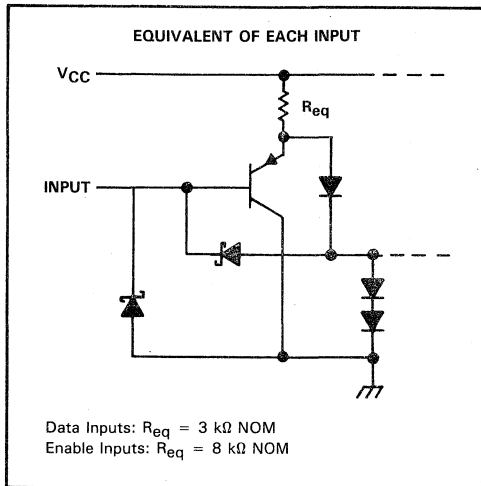 EQUIVALENT OF EACH INPUT
VCC
Req
INPUT
Data Inputs: Req = 3 kΩ NOM
Enable Inputs: Req = 8 kΩ NOM